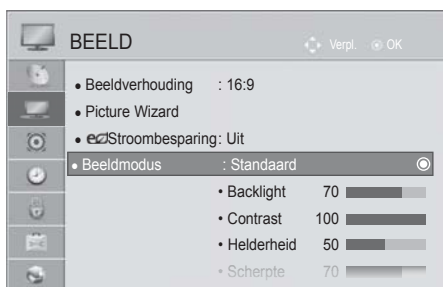 BEELD Verpl. OK
• Beeldverhouding : 16:9
• Picture Wizard
• eco Stroombesparing: Uit
• Beeldmodus : Standaard
• Backlight 70
• Contrast 100
• Helderheid 50
• Scherpte 70